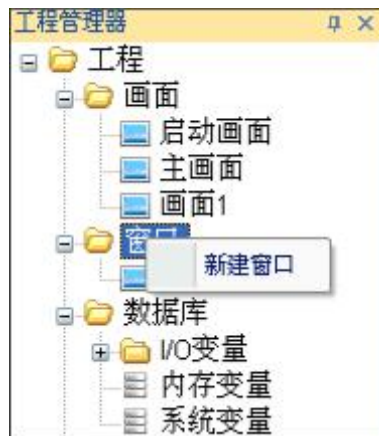 工程管理器
工程
画面
启动画面
主画面
画面1
新建窗口
数据库
I/O变量
内存变量
系统变量